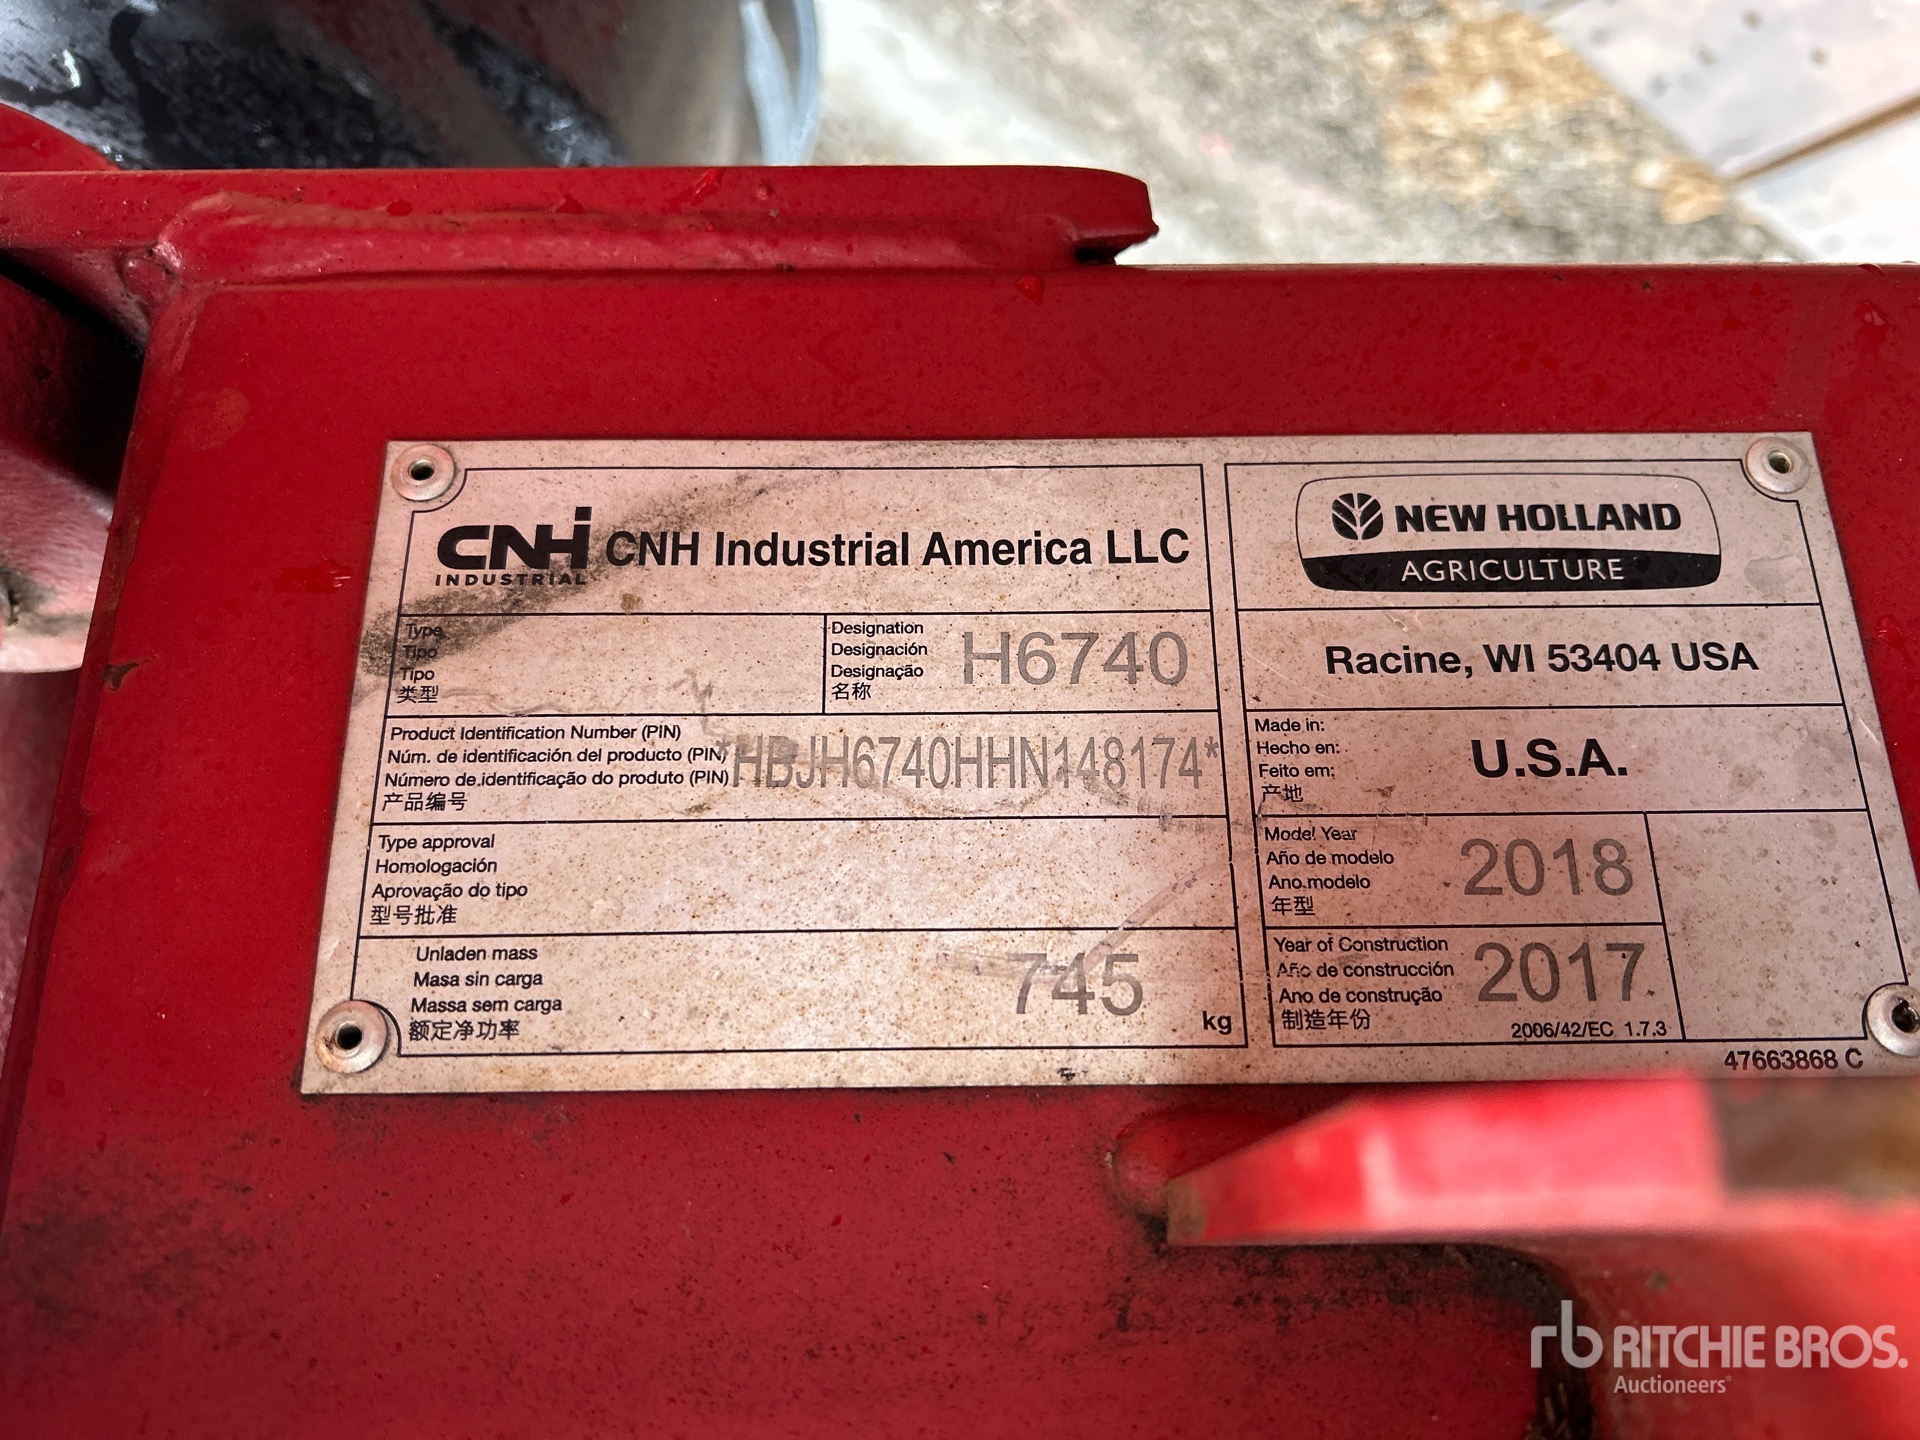 CNHi INDUSTRIAL CNH Industrial America LLC
Type
Tipo
Tipo
类型
Designation
Designación
Designação
名称
H6740
Product Identification Number (PIN)
Núm. de identificación del producto (PIN)
Número de identificação do produto (PIN)
产品编号
*HBJH6740HHN148174*
Type approval
Homologación
Aprovação do tipo
型号批准
Unladen mass
Masa sin carga
Massa sem carga
额定净功率
745
kg
NEW HOLLAND
AGRICULTURE
Racine, WI 53404 USA
Made in:
Hecho en:
Feito em:
产地
U.S.A.
Model Year
Año de modelo
Ano modelo
年型
2018
Year of Construction
Año de construcción
Ano de construção
制造年份
2017
2006/42/EC 1.7.3
47663868 C
rb RITCHIE BROS.
Auctioneers®